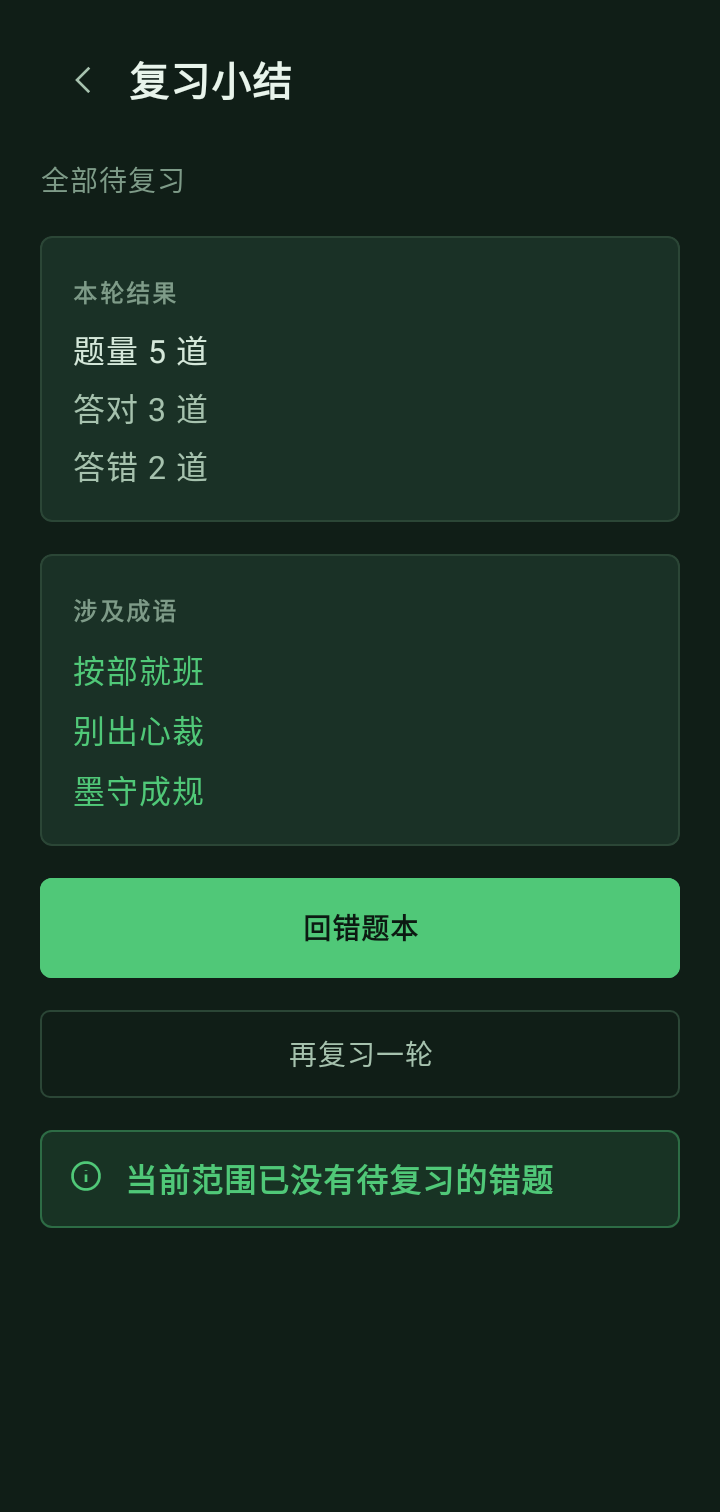 复习小结
全部待复习
本轮结果
题量 5 道
答对 3 道
答错 2 道
涉及成语
按部就班
别出心裁
墨守成规
回错题本
再复习一轮
当前范围已没有待复习的错题